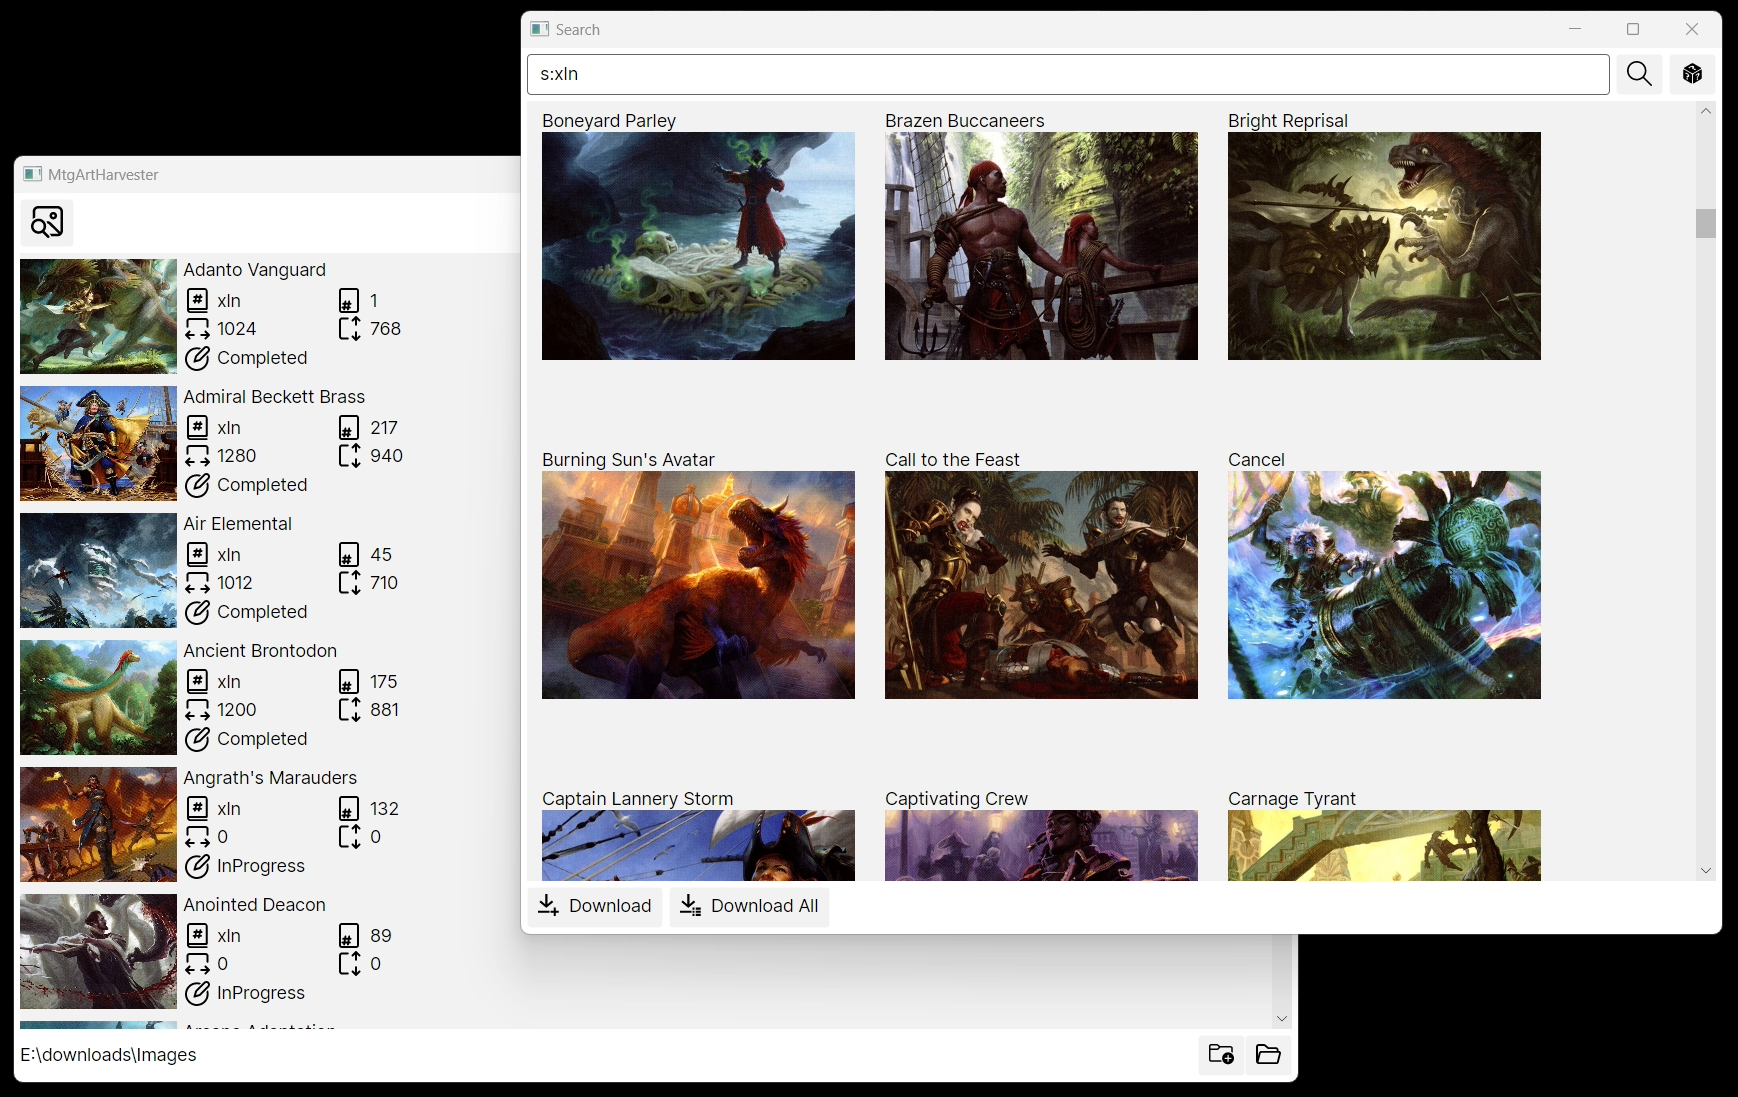 Search
s:xln
Boneyard Parley
Brazen Buccaneers
Bright Reprisal
Burning Sun's Avatar
Call to the Feast
Cancel
Captain Lannery Storm
Captivating Crew
Carnage Tyrant
Download
Download All
MtgArtHarvester
Adanto Vanguard
# xln # 1
1024 768
Completed
Admiral Beckett Brass
# xln # 217
1280 940
Completed
Air Elemental
# xln # 45
1012 710
Completed
Ancient Brontodon
# xln # 175
1200 881
Completed
Angrath's Marauders
# xln # 132
0 0
InProgress
Anointed Deacon
# xln # 89
0 0
InProgress
E:\downloads\Images